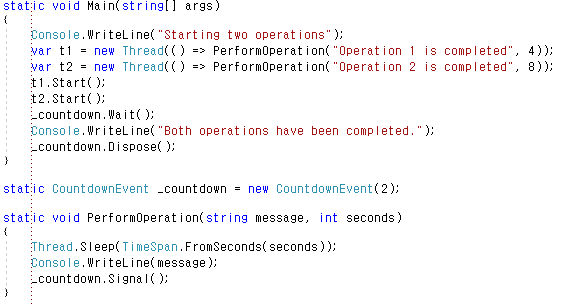 static void Main(string[] args)
{
    Console.WriteLine("Starting two operations");
    var t1 = new Thread(() => PerformOperation("Operation 1 is completed", 4));
    var t2 = new Thread(() => PerformOperation("Operation 2 is completed", 8));
    t1.Start();
    t2.Start();
    _countdown.Wait();
    Console.WriteLine("Both operations have been completed.");
    _countdown.Dispose();
}

static CountdownEvent _countdown = new CountdownEvent(2);

static void PerformOperation(string message, int seconds)
{
    Thread.Sleep(TimeSpan.FromSeconds(seconds));
    Console.WriteLine(message);
    _countdown.Signal();
}